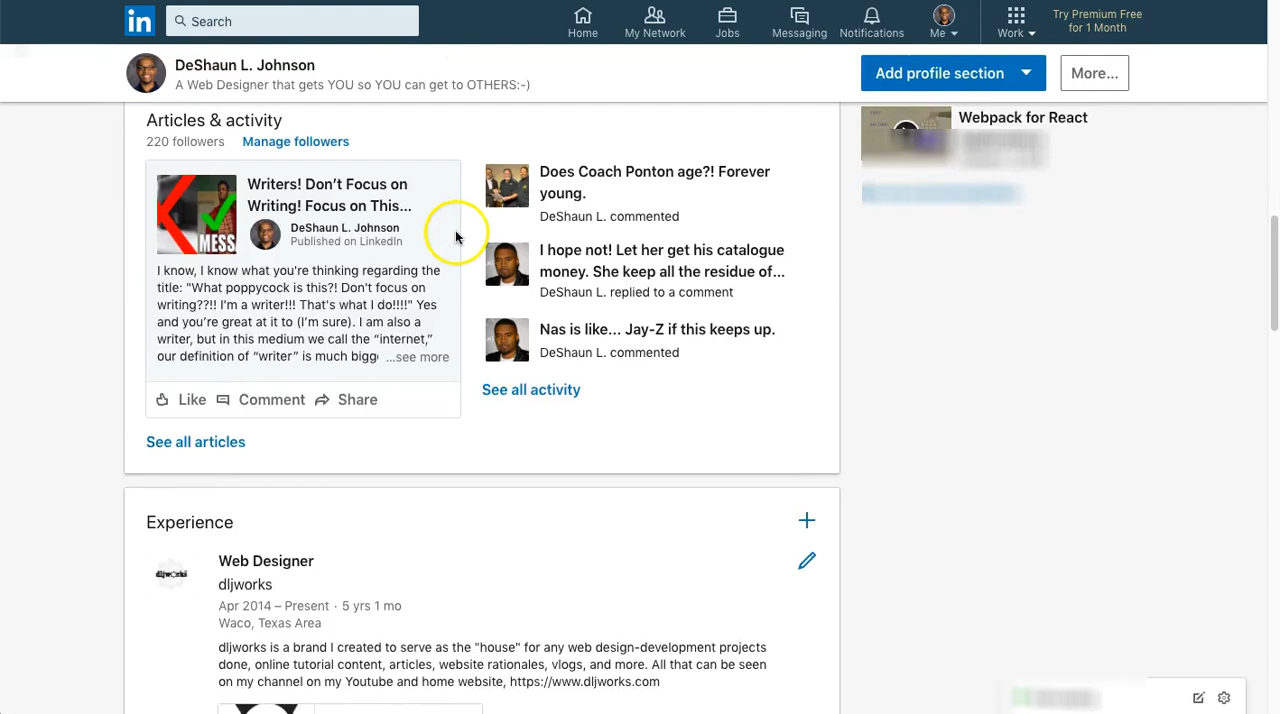 in
Search
Home
My Network
Jobs
Messaging
Notifications
Me
Work
Try Premium Free
for 1 Month
DeShaun L. Johnson
A Web Designer that gets YOU so YOU can get to OTHERS:-)
Add profile section
More...
Articles & activity
220 followers Manage followers
MESS
Writers! Don’t Focus on
Writing! Focus on This...
DeShaun L. Johnson
Published on LinkedIn
I know, I know what you're thinking regarding the
title: "What poppycock is this?! Don't focus on
writing??!! I'm a writer!!! That's what I do!!!!" Yes
and you’re great at it to (I’m sure). I am also a
writer, but in this medium we call the “internet,”
our definition of “writer” is much bigg ...see more
Like Comment Share
See all articles
Does Coach Ponton age?! Forever
young.
DeShaun L. commented
I hope not! Let her get his catalogue
money. She keep all the residue of...
DeShaun L. replied to a comment
Nas is like... Jay-Z if this keeps up.
DeShaun L. commented
See all activity
Webpack for React
Experience
dljworks
Web Designer
dljworks
Apr 2014 – Present · 5 yrs 1 mo
Waco, Texas Area
dljworks is a brand I created to serve as the "house" for any web design-development projects
done, online tutorial content, articles, website rationales, vlogs, and more. All that can be seen
on my channel on my Youtube and home website, https://www.dljworks.com